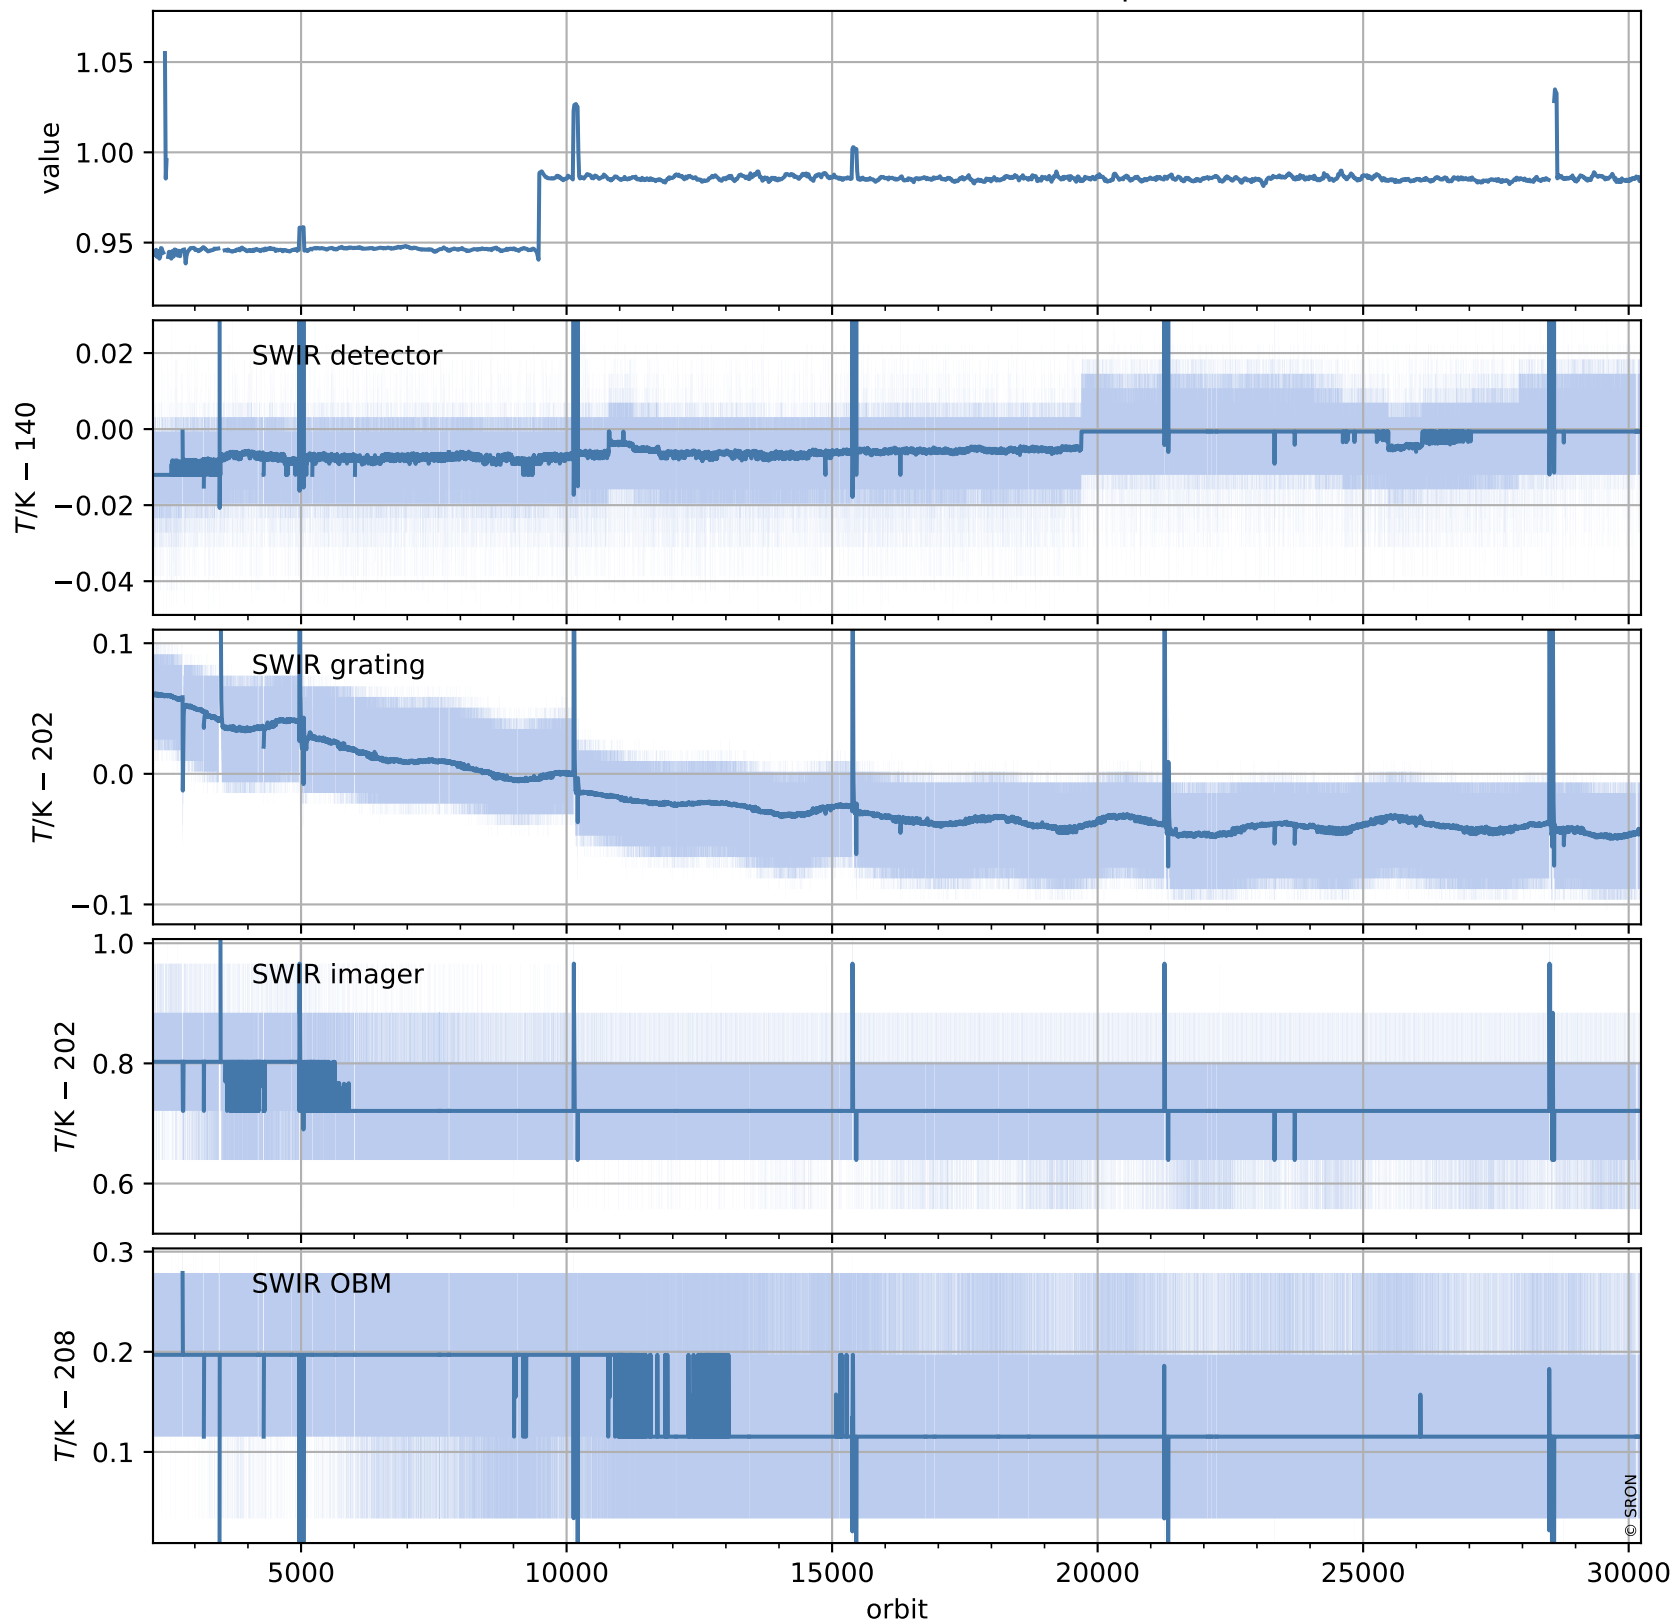 1.05
1.00
0.95
value
SWIR detector
0.02
0.00
−0.02
−0.04
T/K − 140
SWIR grating
0.1
0.0
−0.1
T/K − 202
SWIR imager
1.0
0.8
0.6
T/K − 202
SWIR OBM
0.3
0.2
0.1
T/K − 208
© SRON
5000 10000 15000 20000 25000 30000
orbit